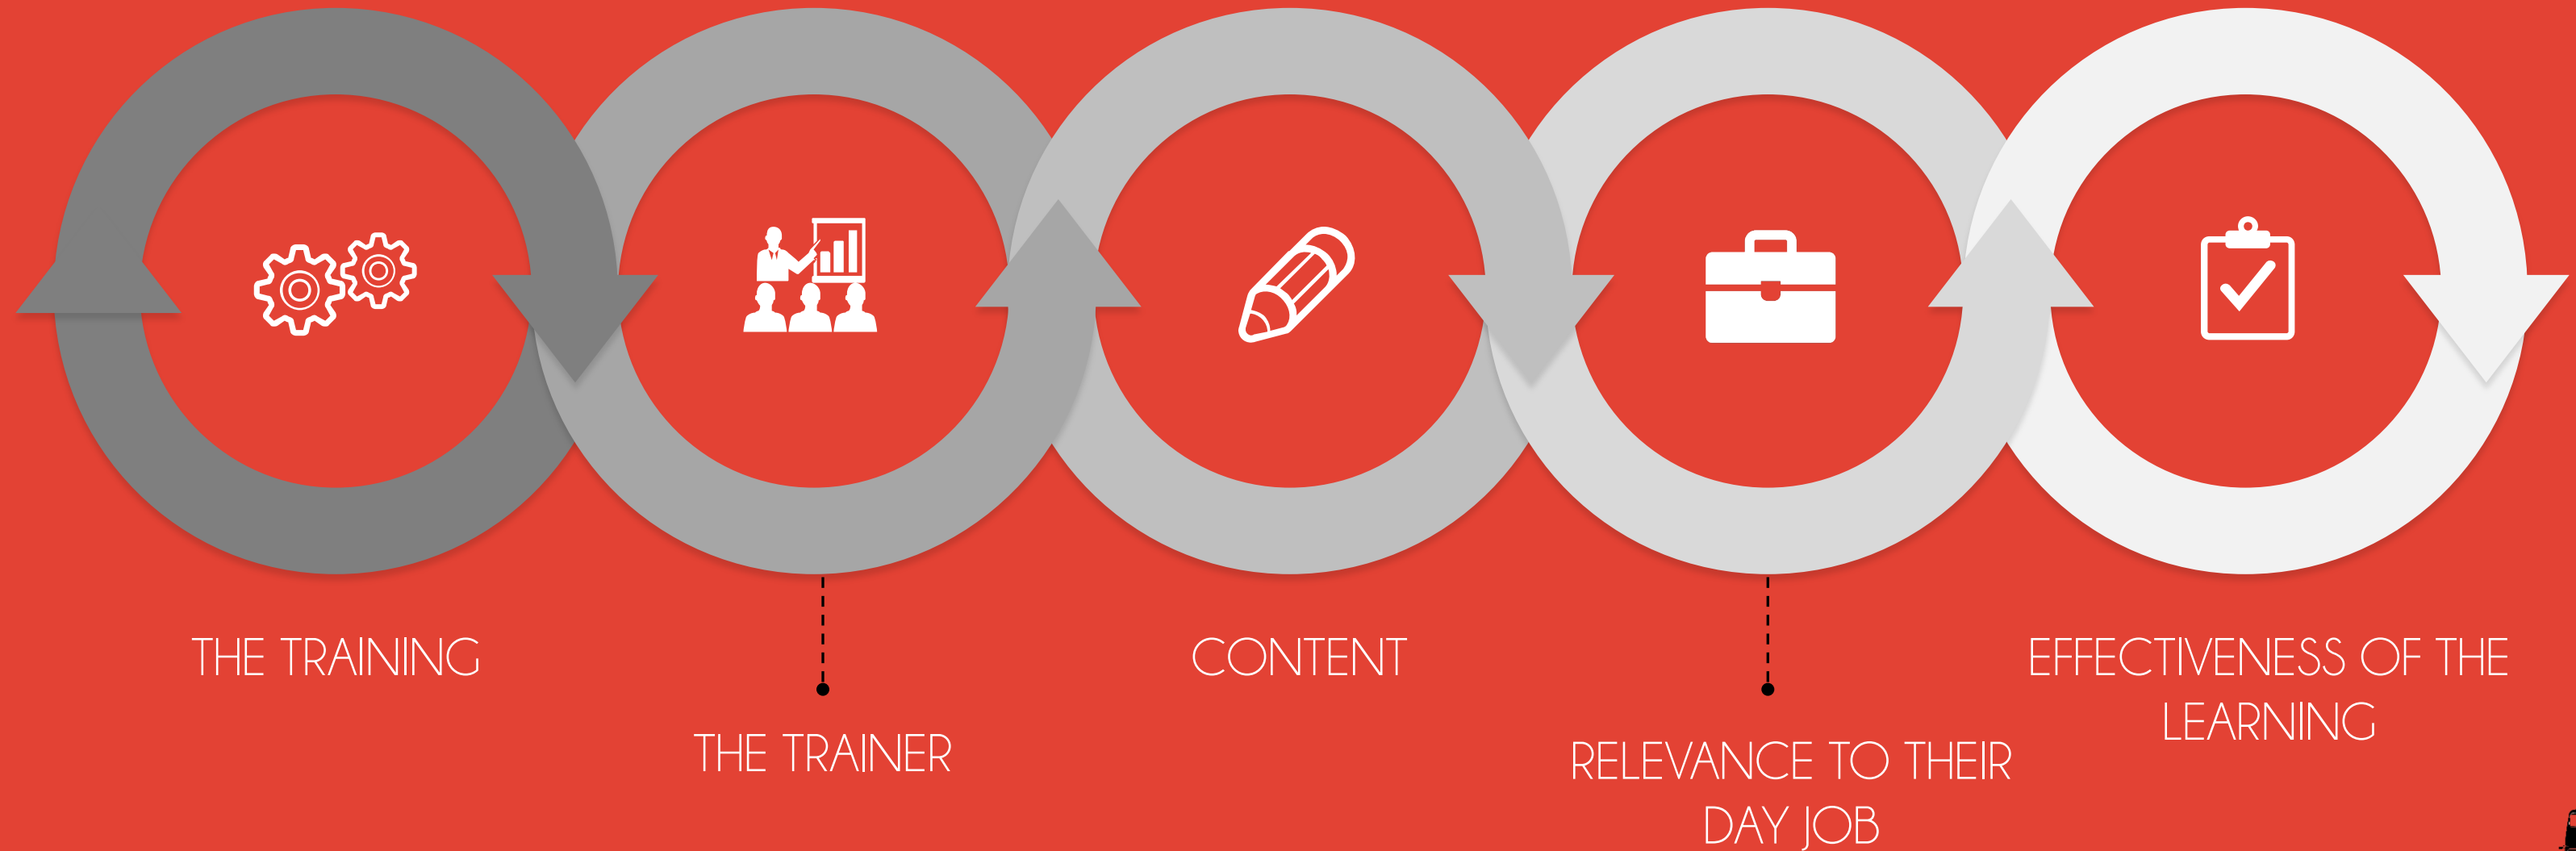 THE TRAINING
THE TRAINER
CONTENT
RELEVANCE TO THEIR
DAY JOB
EFFECTIVENESS OF THE
LEARNING